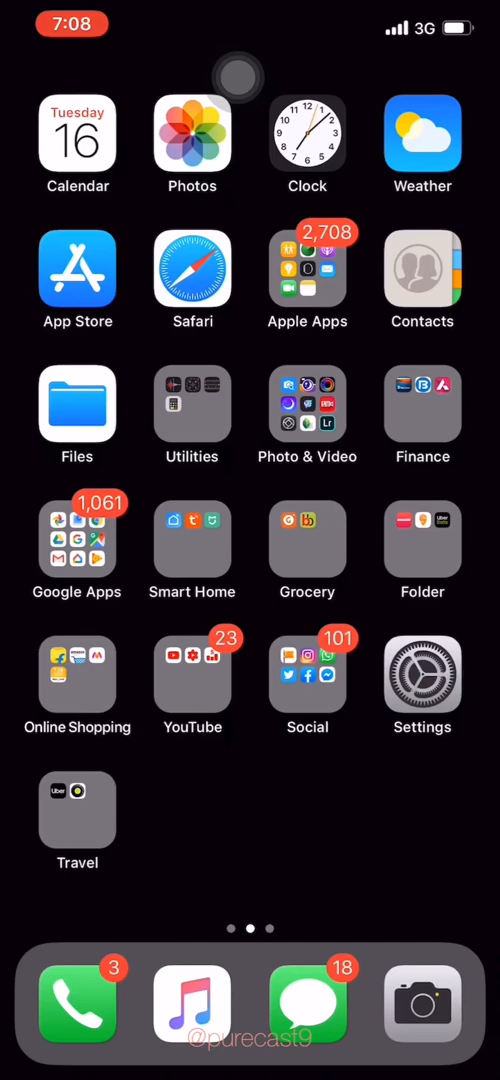 7:08 3G
Tuesday
16
Calendar Photos Clock Weather
2,708
App Store Safari Apple Apps Contacts
Files Utilities Photo & Video Finance
1,061
Google Apps Smart Home Grocery Folder
23 101
Online Shopping YouTube Social Settings
Uber
Travel
3 18
@purecast9